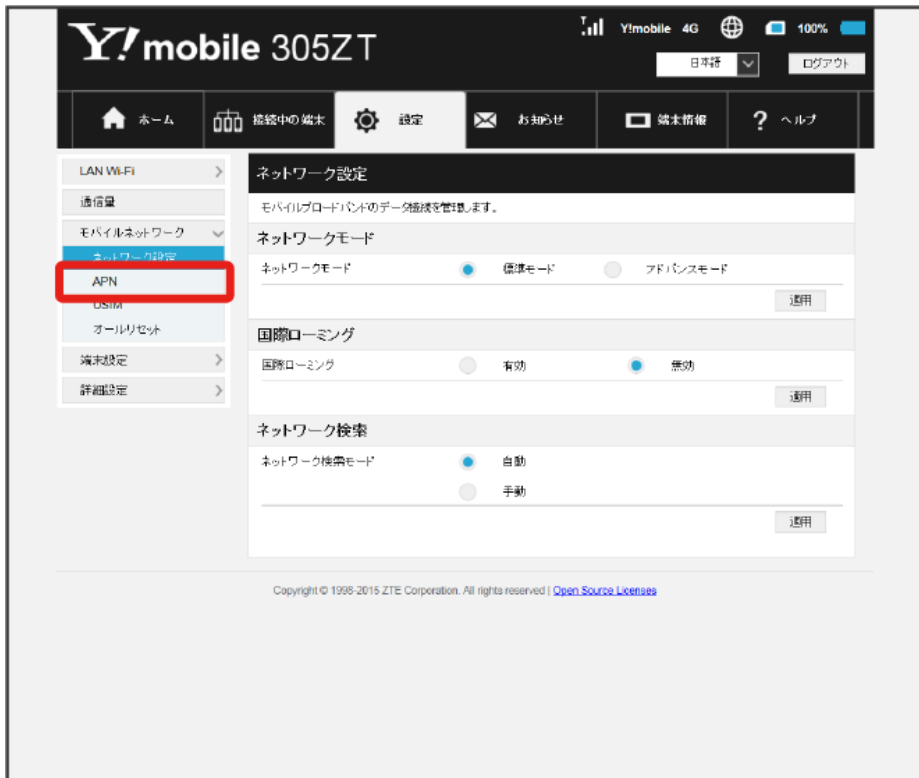 Y!mobile 305ZT
Y!mobile 4G 100%
日本語 ログアウト
ホーム 接続中の端末 設定 お知らせ 端末情報 ? ヘルプ
LAN Wi-Fi
通信量
モバイルネットワーク
ネットワーク設定
APN
USIM
オールリセット
端末設定
詳細設定
ネットワーク設定
モバイルブロードバンドのデータ接続を管理します。
ネットワークモード
ネットワークモード 標準モード アドバンスモード
適用
国際ローミング
国際ローミング 有効 無効
適用
ネットワーク検索
ネットワーク検索モード 自動
手動
適用
Copyright © 1998-2015 ZTE Corporation. All rights reserved | Open Source Licenses